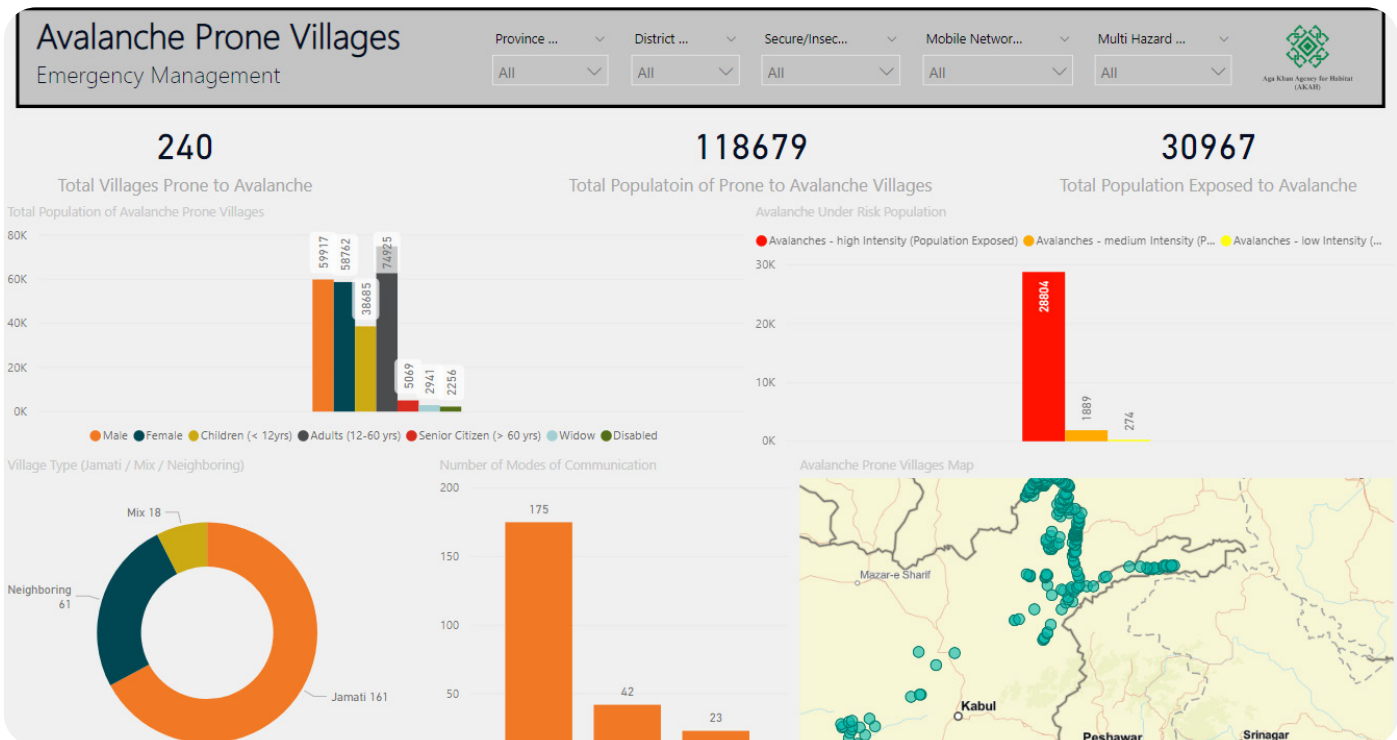 Avalanche Prone Villages
Emergency Management
Province ...
District ...
Secure/Insec...
Mobile Networ...
Multi Hazard ...
All
All
All
All
All
Aga Khan Agency for Habitat
(AKAH)
240
Total Villages Prone to Avalanche
118679
Total Populatoin of Prone to Avalanche Villages
30967
Total Population Exposed to Avalanche
Total Population of Avalanche Prone Villages
80K
60K
40K
20K
0K
59917
58762
38685
74925
5069
2941
2256
Male Female Children (< 12yrs) Adults (12-60 yrs) Senior Citizen (> 60 yrs) Widow Disabled
Avalanche Under Risk Population
Avalanches - high Intensity (Population Exposed) Avalanches - medium Intensity (P... Avalanches - low Intensity (...
30K
20K
10K
0K
28804
1889
274
Village Type (Jamati / Mix / Neighboring)
Mix 18
Neighboring
61
Jamati 161
Number of Modes of Communication
200
150
100
50
175
42
23
Avalanche Prone Villages Map
Mazar-e Sharif
Kabul
Peshawar
Srinagar